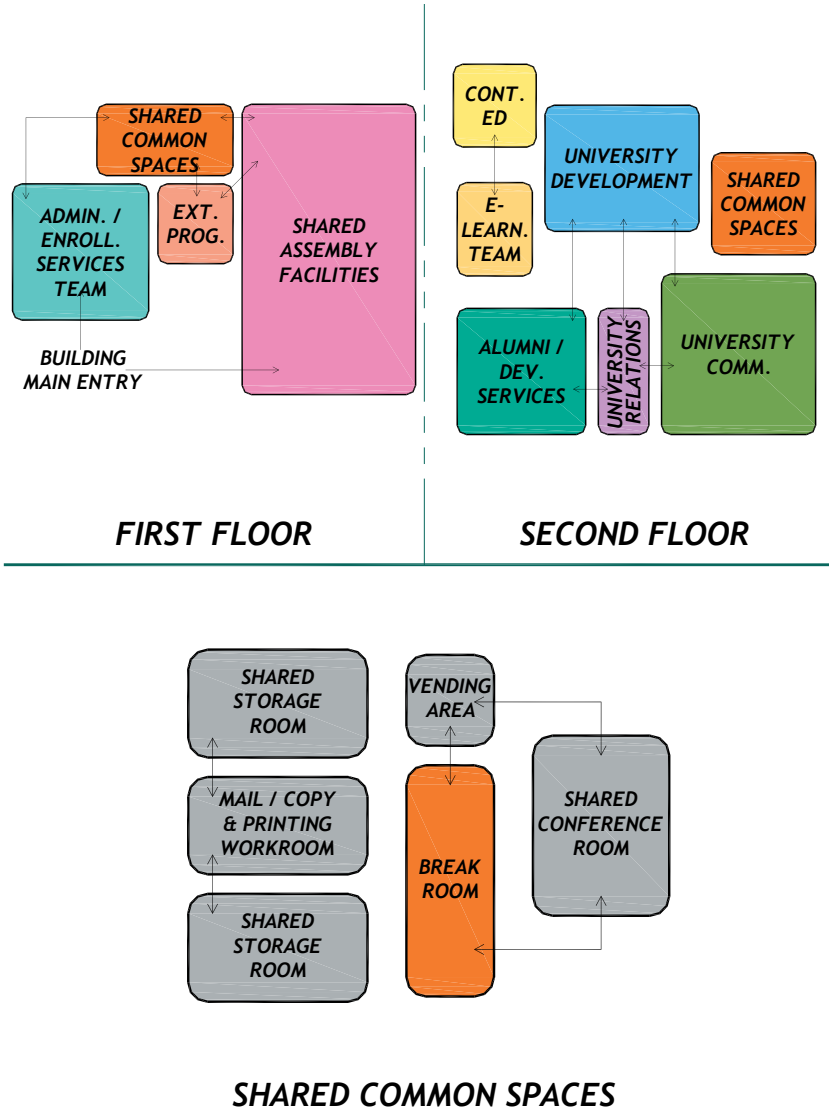 SHARED
COMMON
SPACES
ADMIN. /
ENROLL.
SERVICES
TEAM
EXT.
PROG.
SHARED
ASSEMBLY
FACILITIES
BUILDING
MAIN ENTRY
FIRST FLOOR
CONT.
ED
UNIVERSITY
DEVELOPMENT
SHARED
COMMON
SPACES
E-
LEARN.
TEAM
ALUMNI /
DEV.
SERVICES
UNIVERSITY
RELATIONS
UNIVERSITY
COMM.
SECOND FLOOR
SHARED
STORAGE
ROOM
VENDING
AREA
MAIL / COPY
& PRINTING
WORKROOM
SHARED
CONFERENCE
ROOM
BREAK
ROOM
SHARED
STORAGE
ROOM
SHARED COMMON SPACES